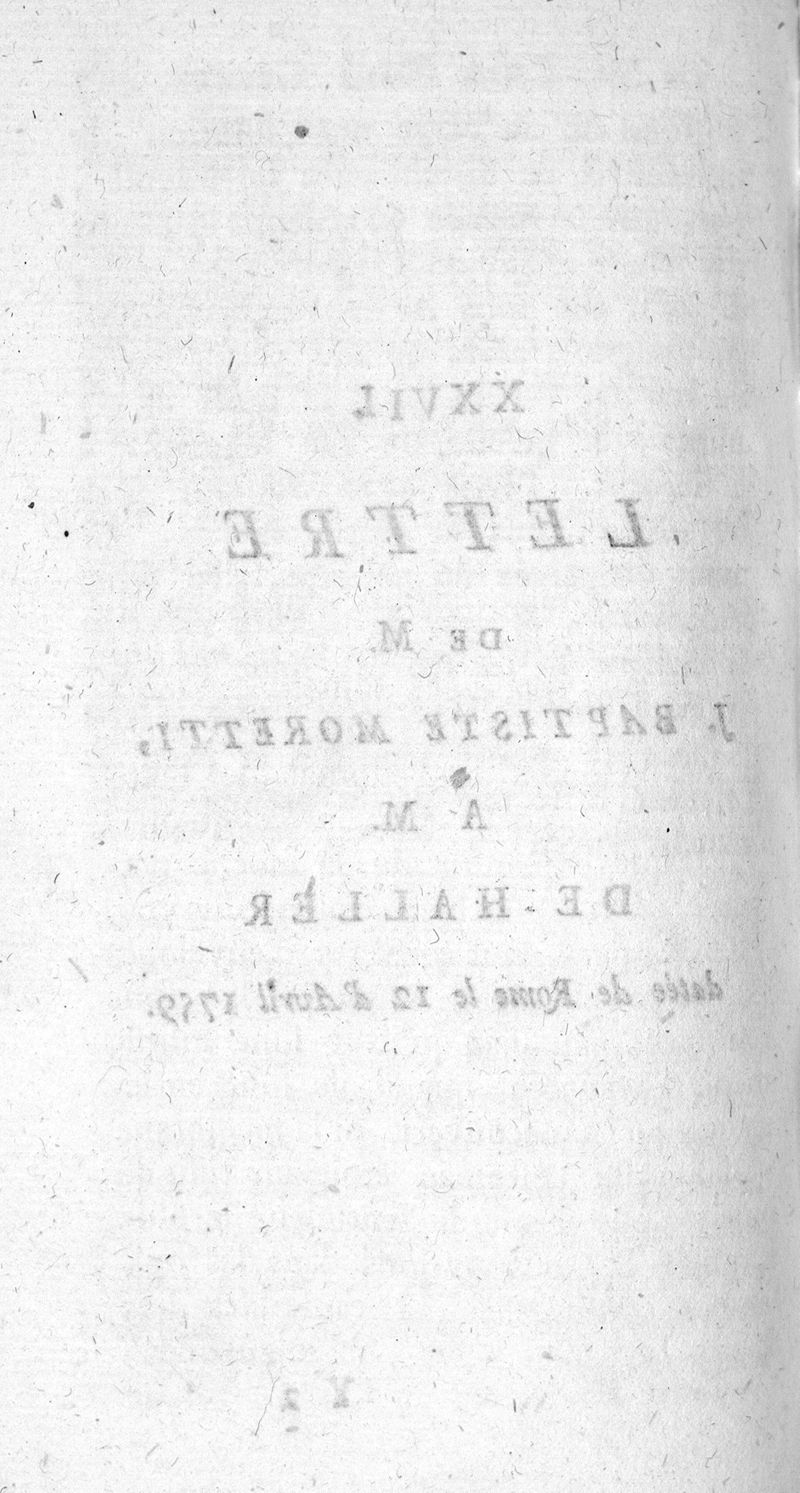 XXVII.
LETTRE
DE M.
J. BAPTISTE MORETTI,
A M.
DE HALLER
datée de Rome le 12 d'Avril 1759.
Y 2